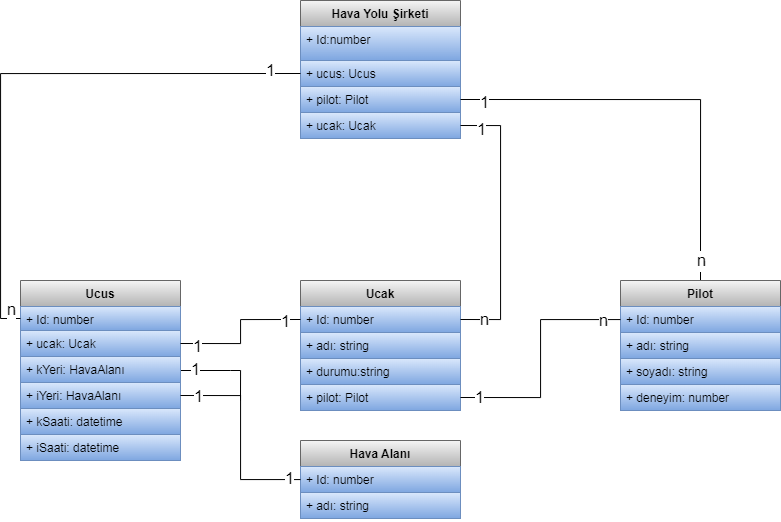 Hava Yolu Şirketi
+ Id:number
+ ucus: Ucus
+ pilot: Pilot
+ ucak: Ucak
1
1
1
n
n
Ucus
+ Id: number
+ ucak: Ucak
+ kYeri: HavaAlanı
+ iYeri: HavaAlanı
+ kSaati: datetime
+ iSaati: datetime
1
1
1
Ucak
+ Id: number
+ adı: string
+ durumu:string
+ pilot: Pilot
1
n
1
n
Pilot
+ Id: number
+ adı: string
+ soyadı: string
+ deneyim: number
Hava Alanı
+ Id: number
+ adı: string
1